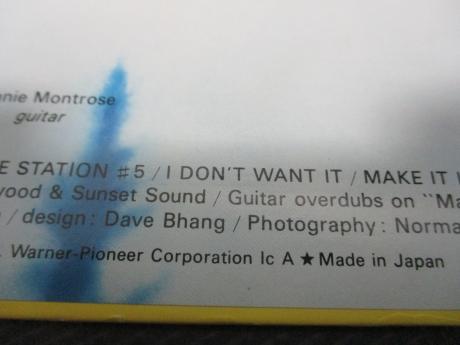 nie Montrose
guitar
E STATION #5 / I DON'T WANT IT / MAKE IT
wood & Sunset Sound / Guitar overdubs on "Ma
/ design: Dave Bhang / Photography: Norma
Warner-Pioneer Corporation Ic A ★ Made in Japan